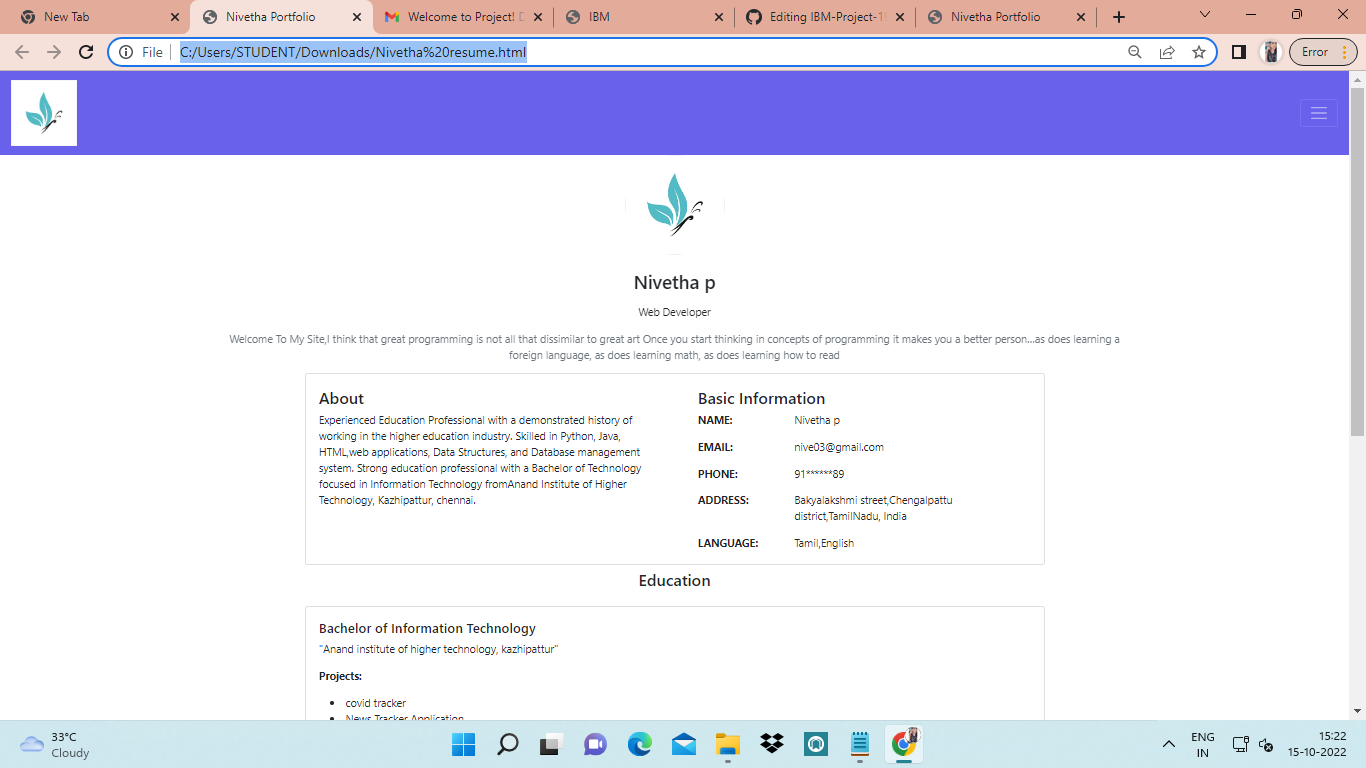 New Tab
Nivetha Portfolio
Welcome to Project!
IBM
Editing IBM-Project-
Nivetha Portfolio
File
C:/Users/STUDENT/Downloads/Nivetha%20resume.html
Error
Nivetha p
Web Developer
Welcome To My Site,I think that great programming is not all that dissimilar to great art Once you start thinking in concepts of programming it makes you a better person...as does learning a
foreign language, as does learning math, as does learning how to read
About
Experienced Education Professional with a demonstrated history of
working in the higher education industry. Skilled in Python, Java,
HTML,web applications, Data Structures, and Database management
system. Strong education professional with a Bachelor of Technology
focused in Information Technology fromAnand Institute of Higher
Technology, Kazhipattur, chennai.
Basic Information
NAME: Nivetha p
EMAIL: nive03@gmail.com
PHONE: 91******89
ADDRESS: Bakyalakshmi street,Chengalpattu
district,TamilNadu, India
LANGUAGE: Tamil,English
Education
Bachelor of Information Technology
"Anand institute of higher technology, kazhipattur"
Projects:
covid tracker
News Tracker Application
33°C
Cloudy
ENG
IN
15:22
15-10-2022